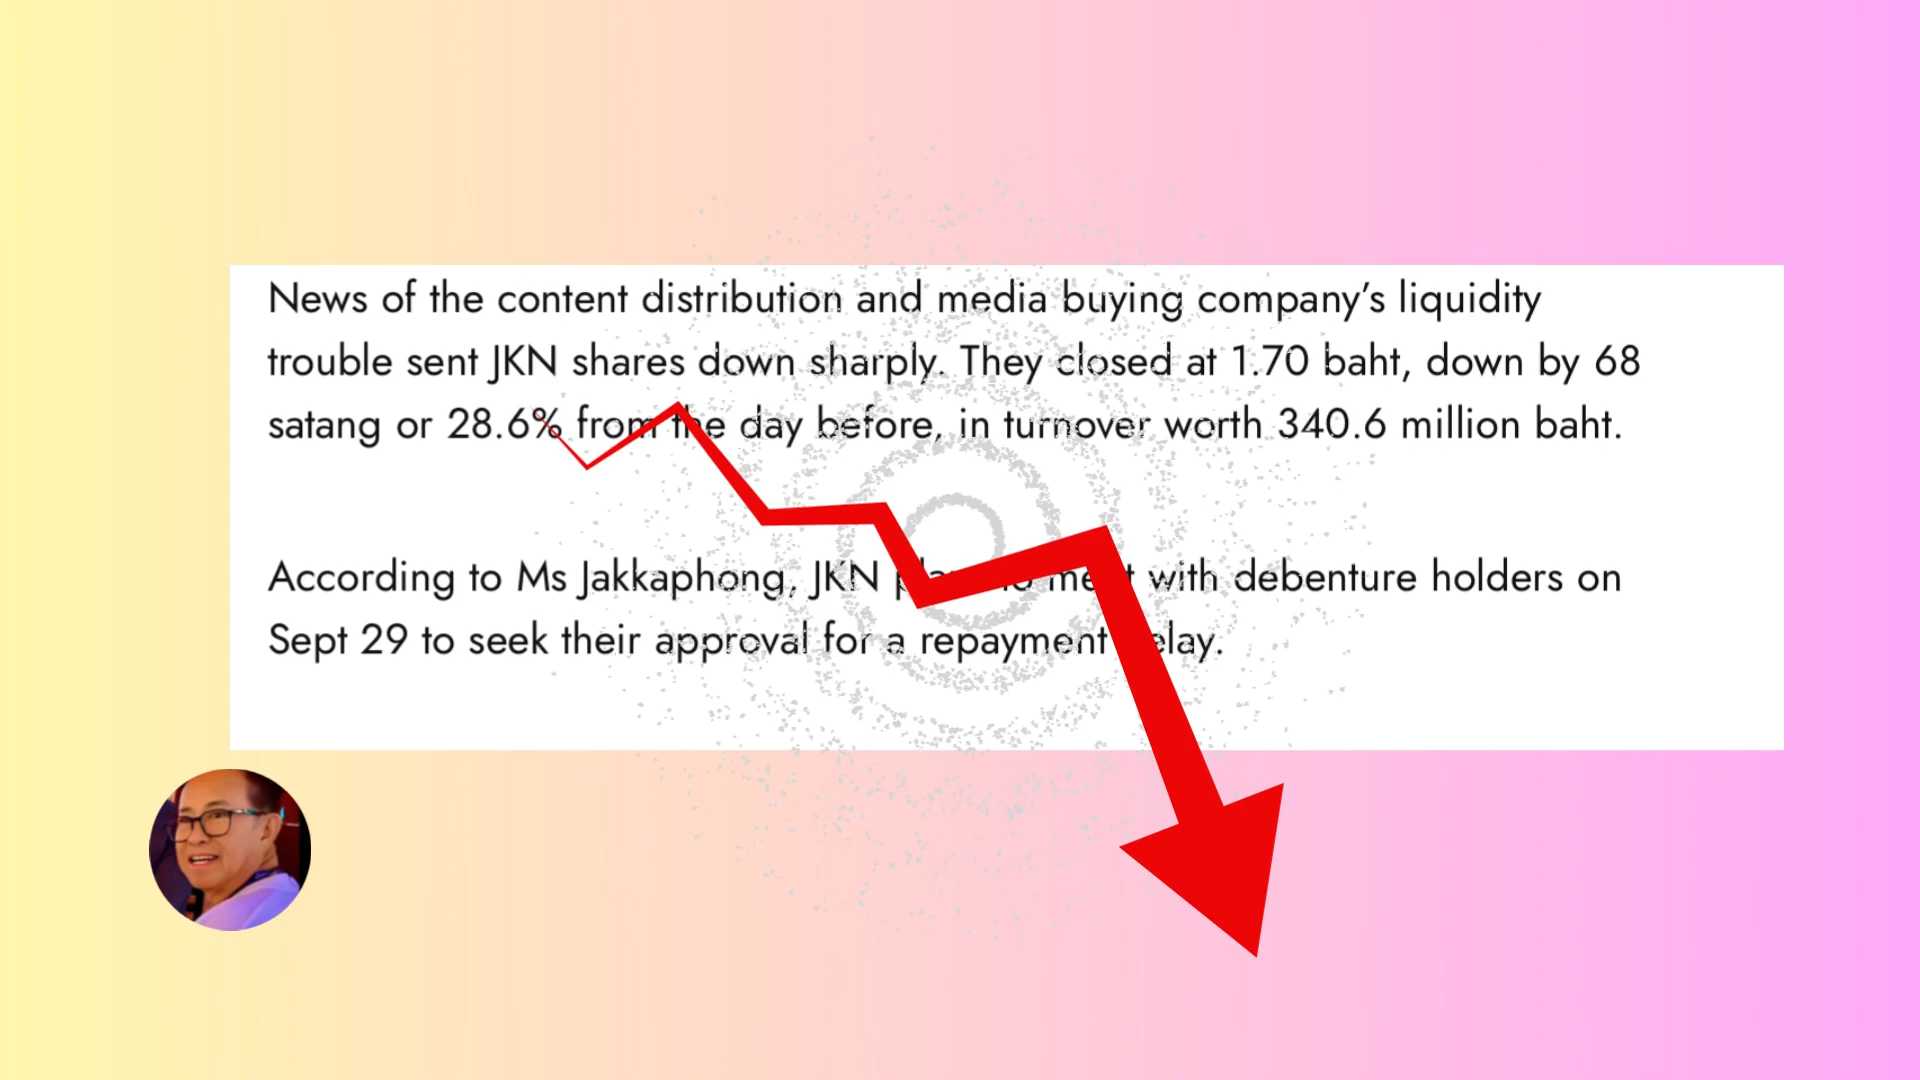 News of the content distribution and media buying company’s liquidity
trouble sent JKN shares down sharply. They closed at 1.70 baht, down by 68
satang or 28.6% from the day before, in turnover worth 340.6 million baht.
According to Ms Jakkaphong, JKN to meet with debenture holders on
Sept 29 to seek their approval for a repayment delay.